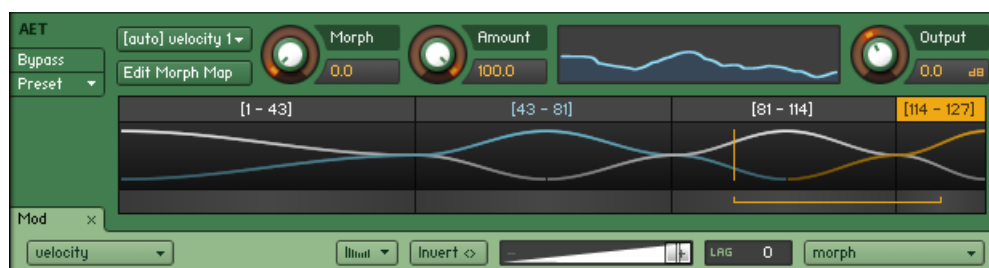 AET
[auto] velocity 1
Morph
Amount
Output
Bypass
Preset
Edit Morph Map
0.0
100.0
0.0 dB
[1 - 43]
[43 - 81]
[81 - 114]
[114 - 127]
Mod ×
velocity
Invert <>
LAG 0
morph